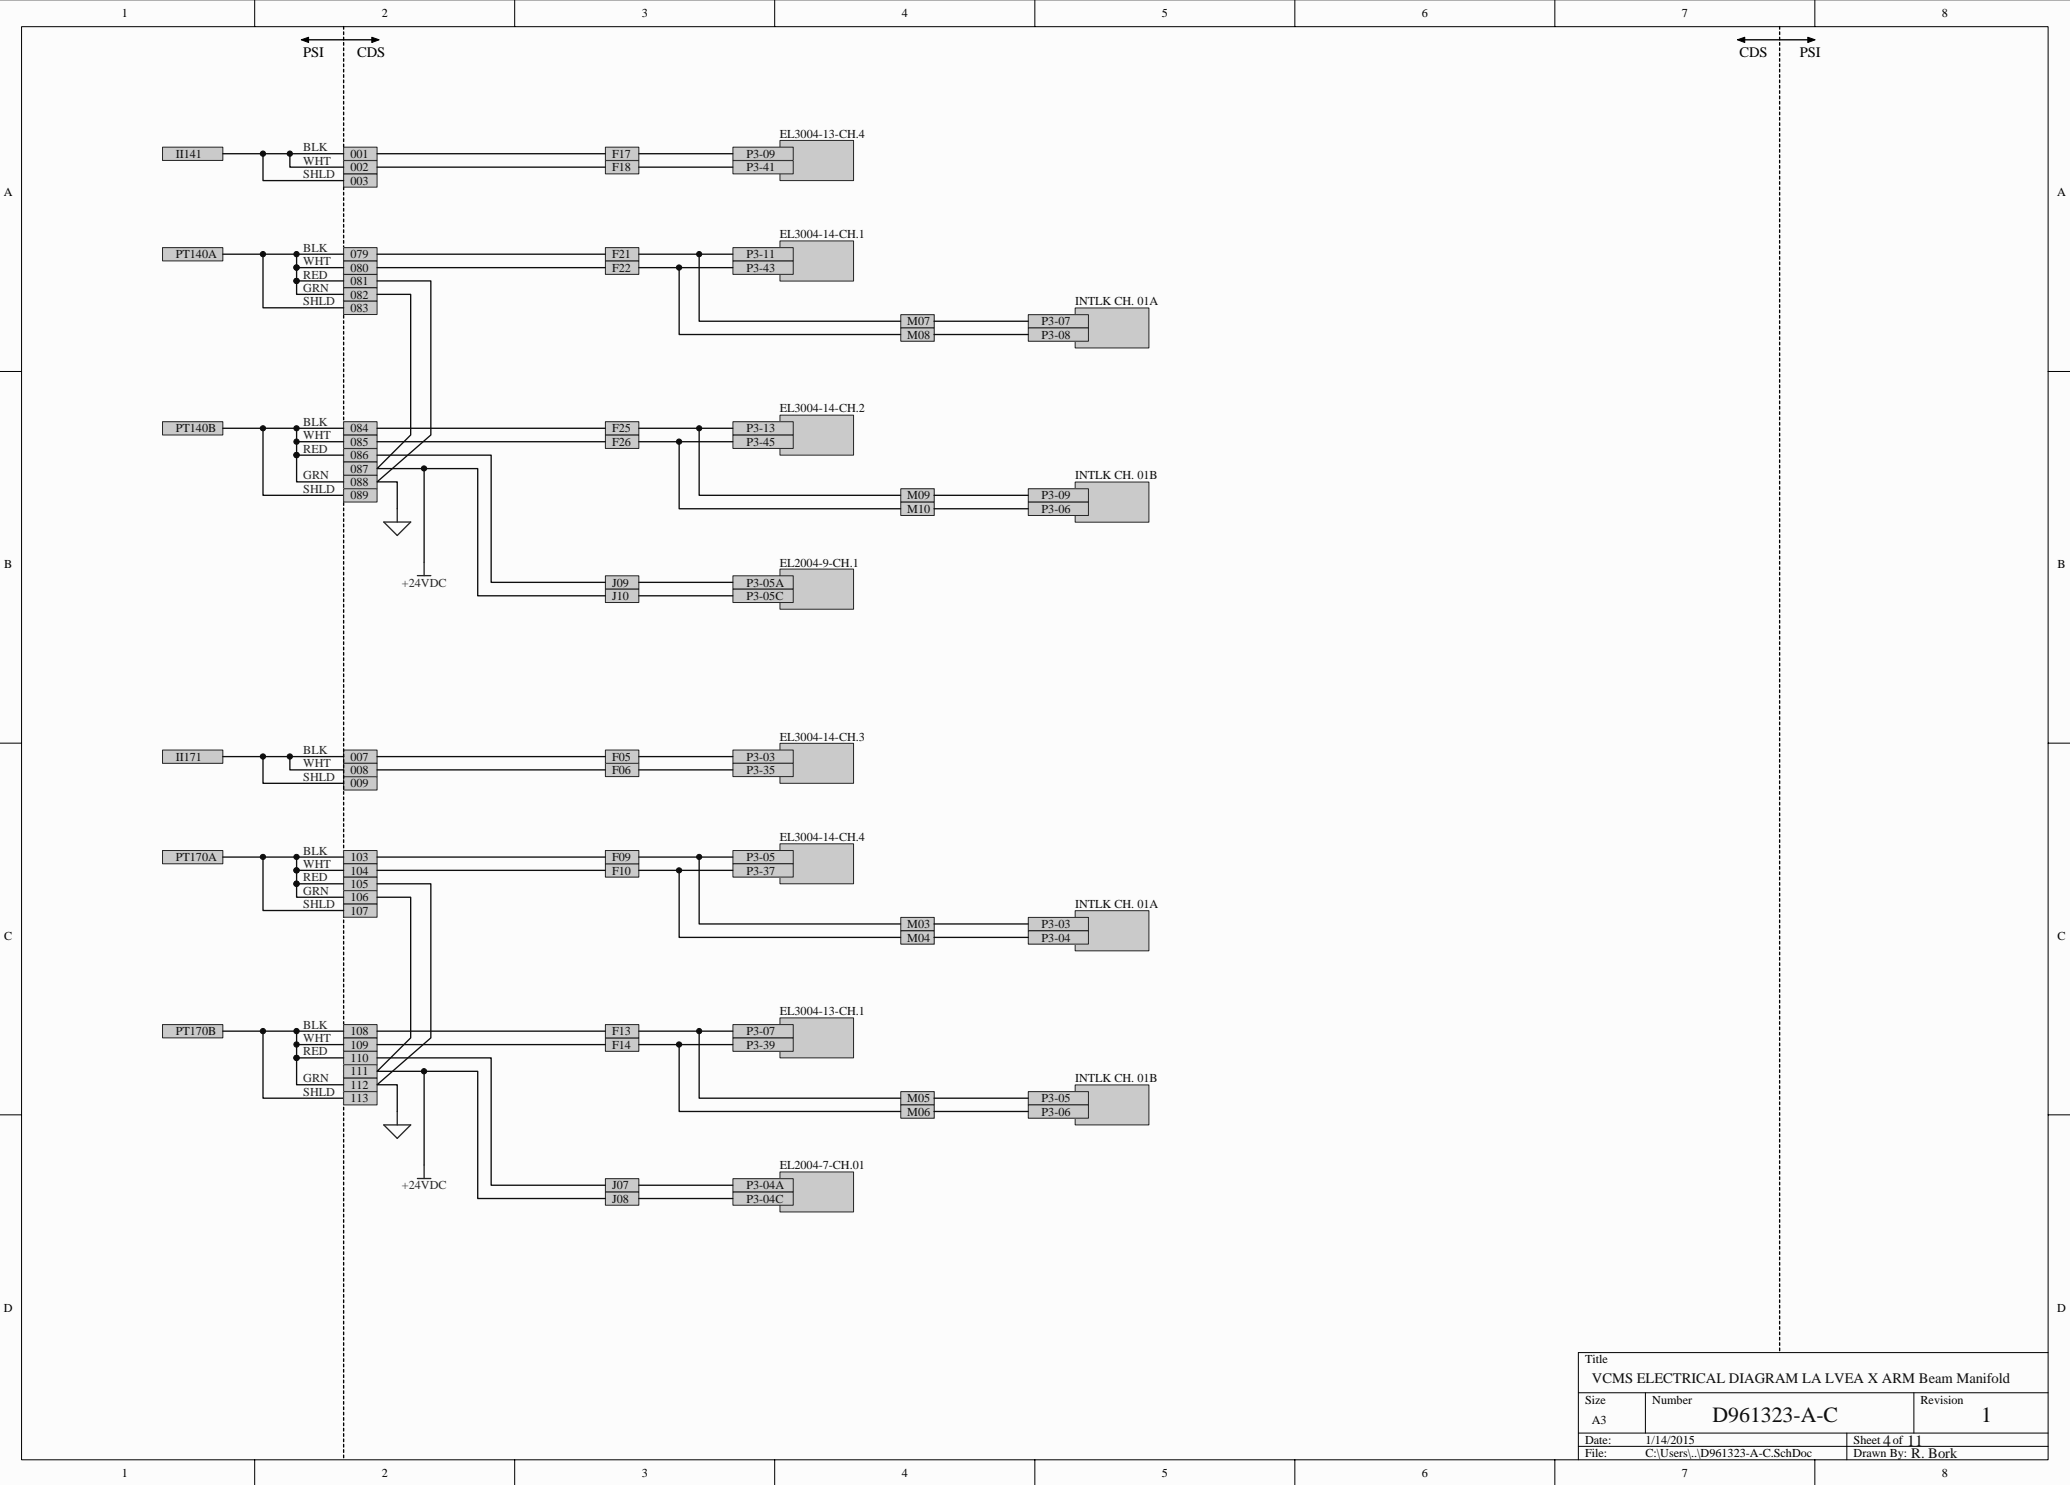 1 2 3 4 5 6 7 8
PSI CDS
CDS PSI
A A
B B
C C
D D
EL3004-13-CH.4
II141 BLK 001 F17 P3-09
WHT 002 F18 P3-41
SHLD 003
EL3004-14-CH.1
PT140A BLK 079 F21 P3-11
WHT 080 F22 P3-43
RED 081
GRN 082
SHLD 083
INTLK CH. 01A
M07 P3-07
M08 P3-08
EL3004-14-CH.2
PT140B BLK 084 F25 P3-13
WHT 085 F26 P3-45
RED 086
087
GRN 088
SHLD 089
INTLK CH. 01B
M09 P3-09
M10 P3-06
EL2004-9-CH.1
+24VDC J09 P3-05A
J10 P3-05C
EL3004-14-CH.3
II171 BLK 007 F05 P3-03
WHT 008 F06 P3-35
SHLD 009
EL3004-14-CH.4
PT170A BLK 103 F09 P3-05
WHT 104 F10 P3-37
RED 105
GRN 106
SHLD 107
INTLK CH. 01A
M03 P3-03
M04 P3-04
EL3004-13-CH.1
PT170B BLK 108 F13 P3-07
WHT 109 F14 P3-39
RED 110
111
GRN 112
SHLD 113
INTLK CH. 01B
M05 P3-05
M06 P3-06
EL2004-7-CH.01
+24VDC J07 P3-04A
J08 P3-04C
Title
VCMS ELECTRICAL DIAGRAM LA LVEA X ARM Beam Manifold
Size Number Revision
A3 D961323-A-C 1
Date: 1/14/2015 Sheet 4 of 11
File: C:\Users\..\D961323-A-C.SchDoc Drawn By: R. Bork
1 2 3 4 5 6 7 8